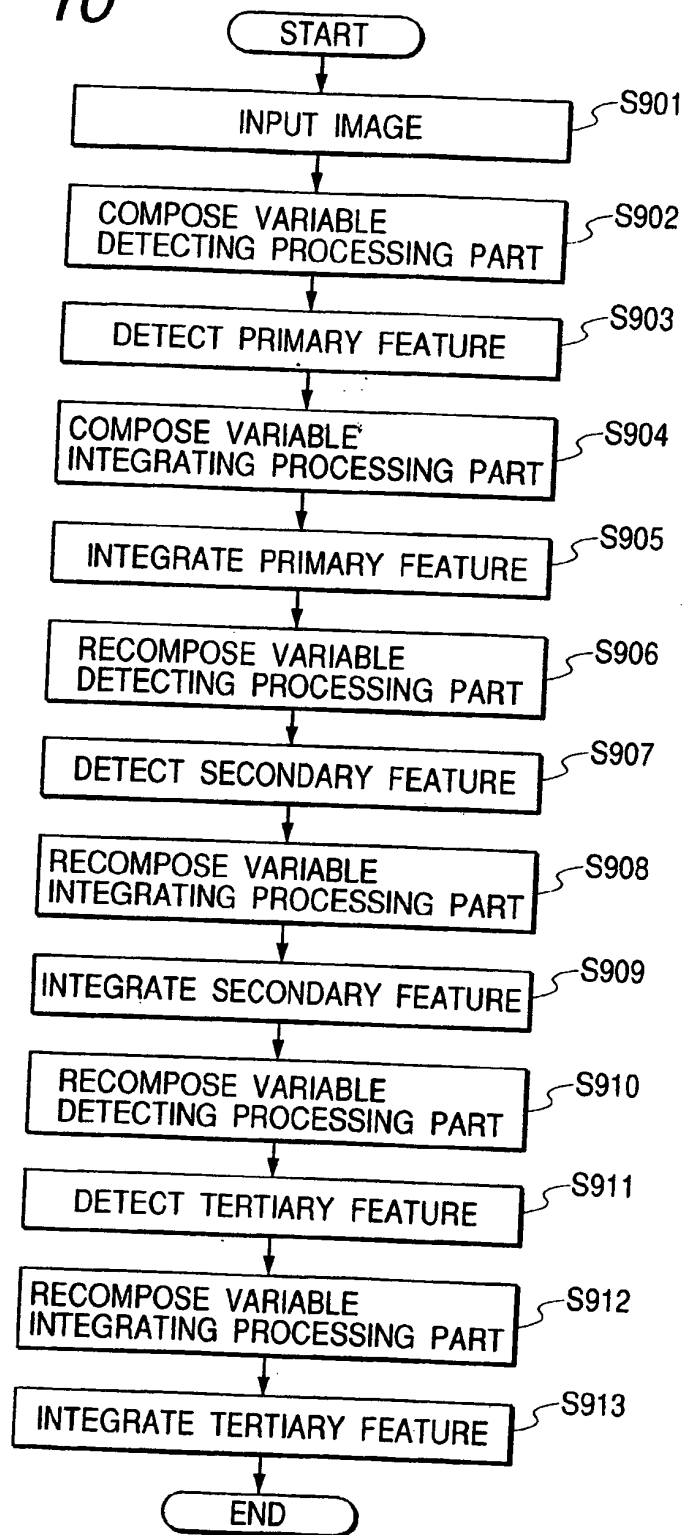 10
START
INPUT IMAGE
S901
COMPOSE VARIABLE
DETECTING PROCESSING PART
S902
DETECT PRIMARY FEATURE
S903
COMPOSE VARIABLE
INTEGRATING PROCESSING PART
S904
INTEGRATE PRIMARY FEATURE
S905
RECOMPOSE VARIABLE
DETECTING PROCESSING PART
S906
DETECT SECONDARY FEATURE
S907
RECOMPOSE VARIABLE
INTEGRATING PROCESSING PART
S908
INTEGRATE SECONDARY FEATURE
S909
RECOMPOSE VARIABLE
DETECTING PROCESSING PART
S910
DETECT TERTIARY FEATURE
S911
RECOMPOSE VARIABLE
INTEGRATING PROCESSING PART
S912
INTEGRATE TERTIARY FEATURE
S913
END